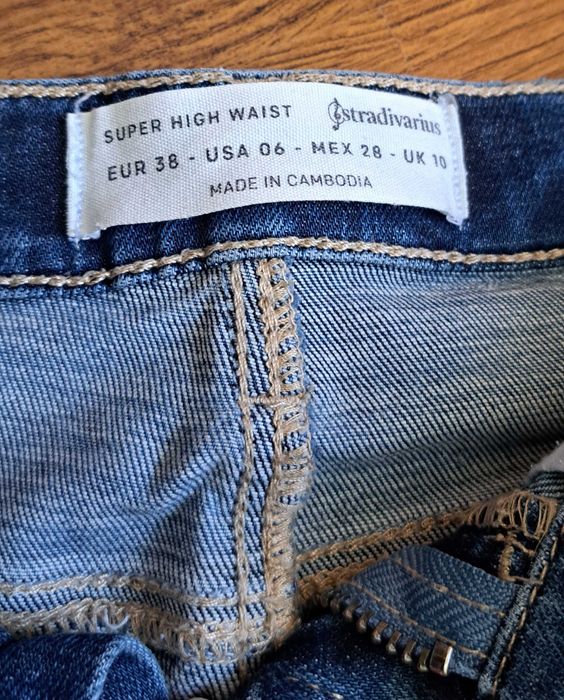 SUPER HIGH WAIST stradivarius
EUR 38 - USA 06 - MEX 28 - UK 10
MADE IN CAMBODIA